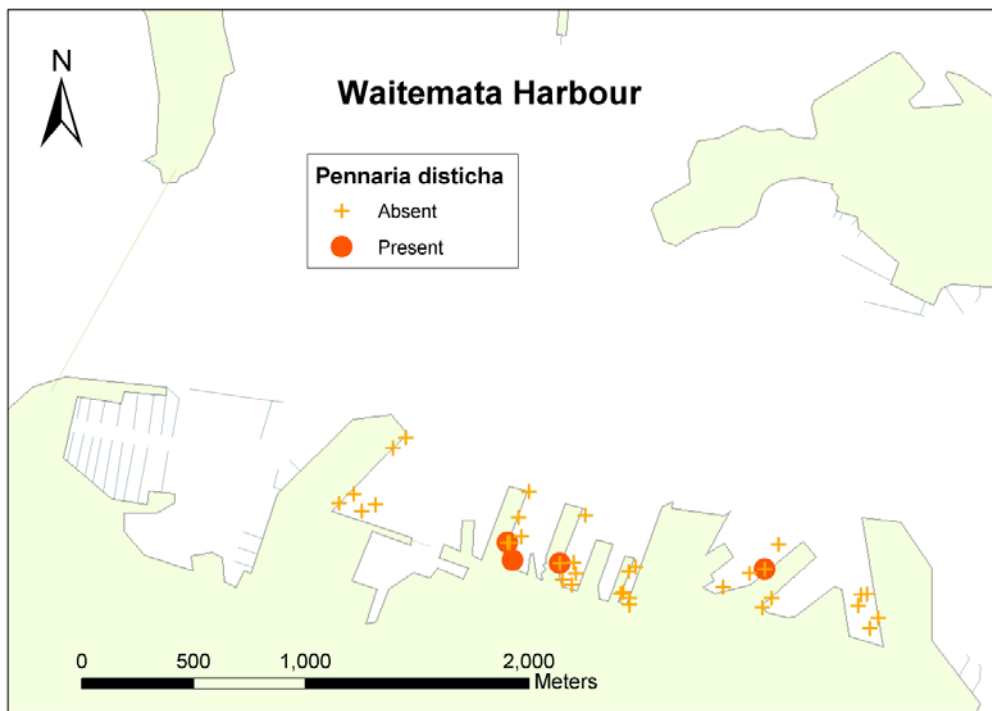 N
Waitemata Harbour
Pennaria disticha
Absent
Present
0 500 1,000 2,000
Meters